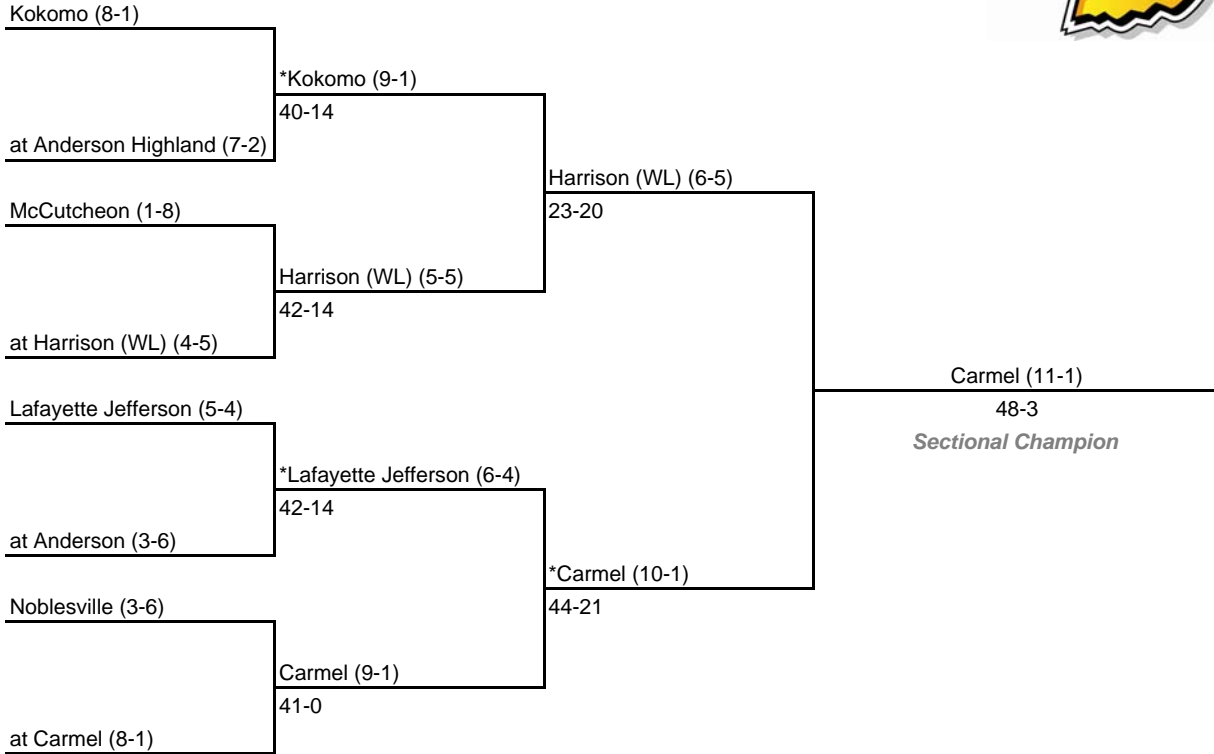 Kokomo (8-1)
*Kokomo (9-1)
40-14
at Anderson Highland (7-2)
Harrison (WL) (6-5)
23-20
McCutcheon (1-8)
Harrison (WL) (5-5)
42-14
at Harrison (WL) (4-5)
Carmel (11-1)
48-3
Sectional Champion
Lafayette Jefferson (5-4)
*Lafayette Jefferson (6-4)
42-14
at Anderson (3-6)
*Carmel (10-1)
44-21
Noblesville (3-6)
Carmel (9-1)
41-0
at Carmel (8-1)